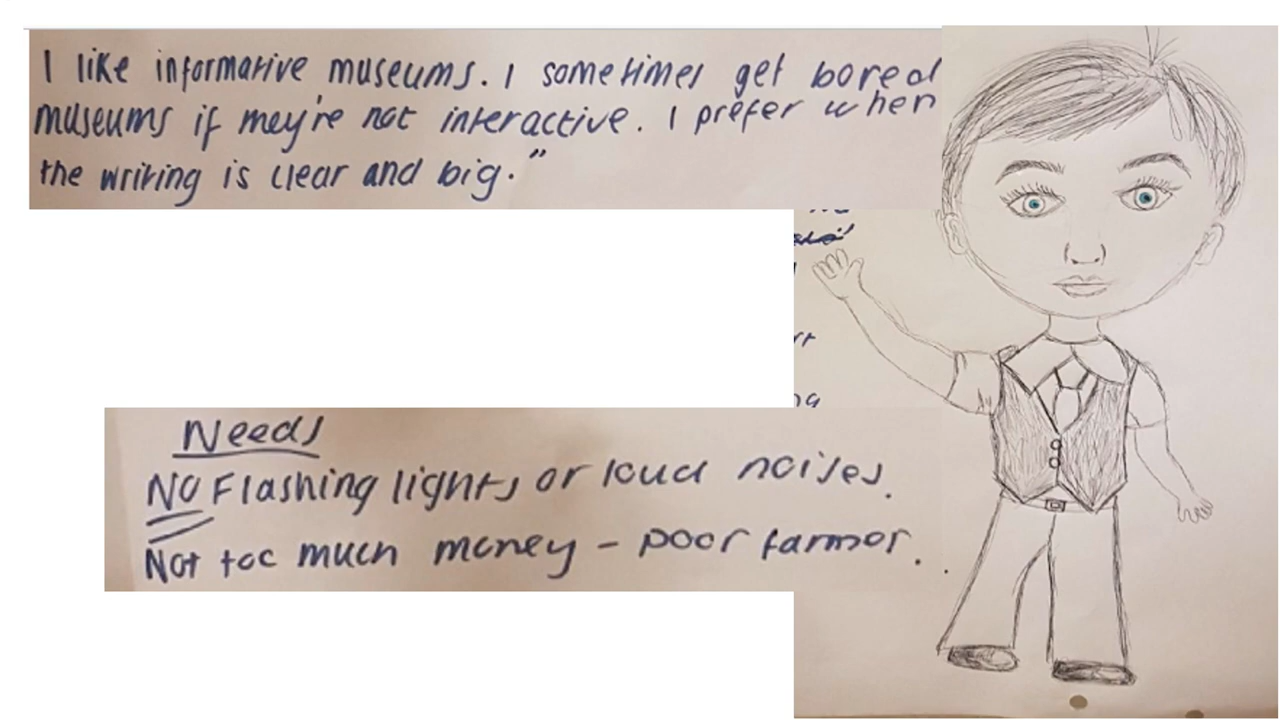 I like informative museums. I sometimes get bored
museums if they're not interactive. I prefer when
the writing is clear and big."
Needs
NO Flashing lights or loud noises.
Not too much money - poor farmer.